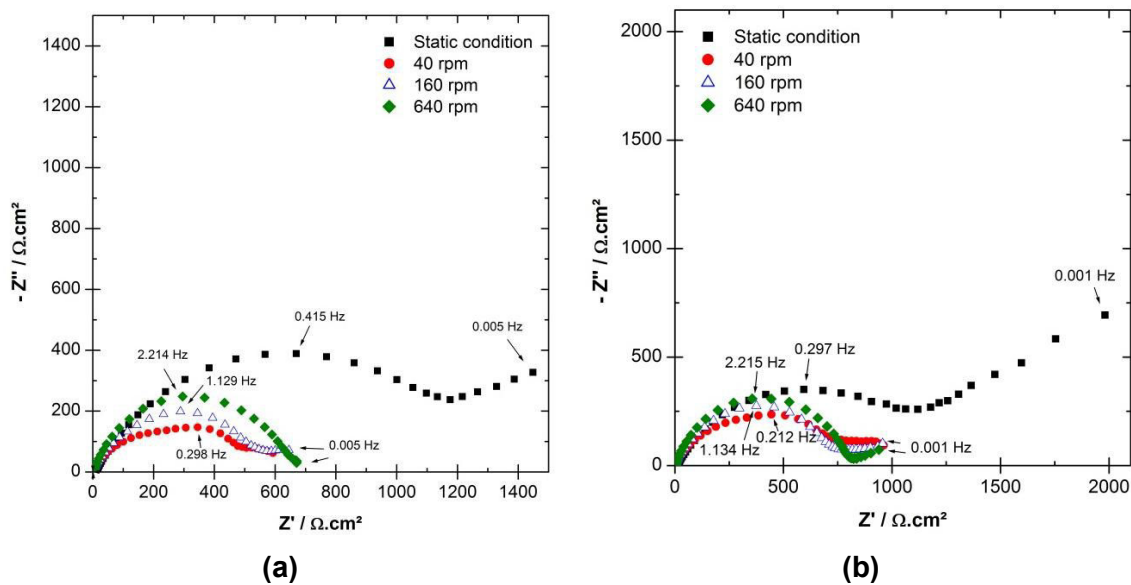 1400
1200
1000
800
600
400
200
0
- Z'' / Ω.cm²
Static condition
40 rpm
160 rpm
640 rpm
0.415 Hz
0.005 Hz
2.214 Hz
1.129 Hz
0.298 Hz
0.005 Hz
0 200 400 600 800 1000 1200 1400
Z' / Ω.cm²
(a)
2000
1500
1000
500
0
- Z'' / Ω.cm²
Static condition
40 rpm
160 rpm
640 rpm
0.001 Hz
2.215 Hz
0.297 Hz
1.134 Hz
0.212 Hz
0.001 Hz
0 500 1000 1500 2000
Z' / Ω.cm²
(b)